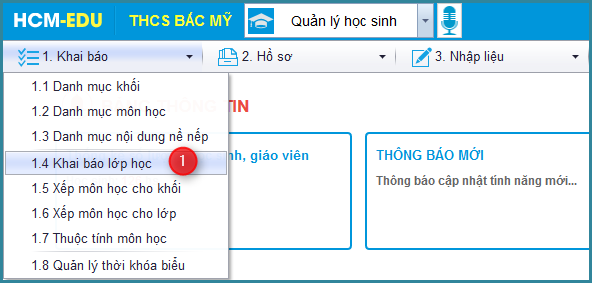 HCM-EDU THCS BÁC MỸ Quản lý học sinh
1. Khai báo 2. Hồ sơ 3. Nhập liệu
1.1 Danh mục khối
1.2 Danh mục môn học
TIN
1.3 Danh mục nội dung nề nếp
1.4 Khai báo lớp học 1
nh, giáo viên
THÔNG BÁO MỚI
1.5 Xếp môn học cho khối
Thông báo cập nhật tính năng mới...
1.6 Xếp môn học cho lớp
1.7 Thuộc tính môn học
1.8 Quản lý thời khóa biểu